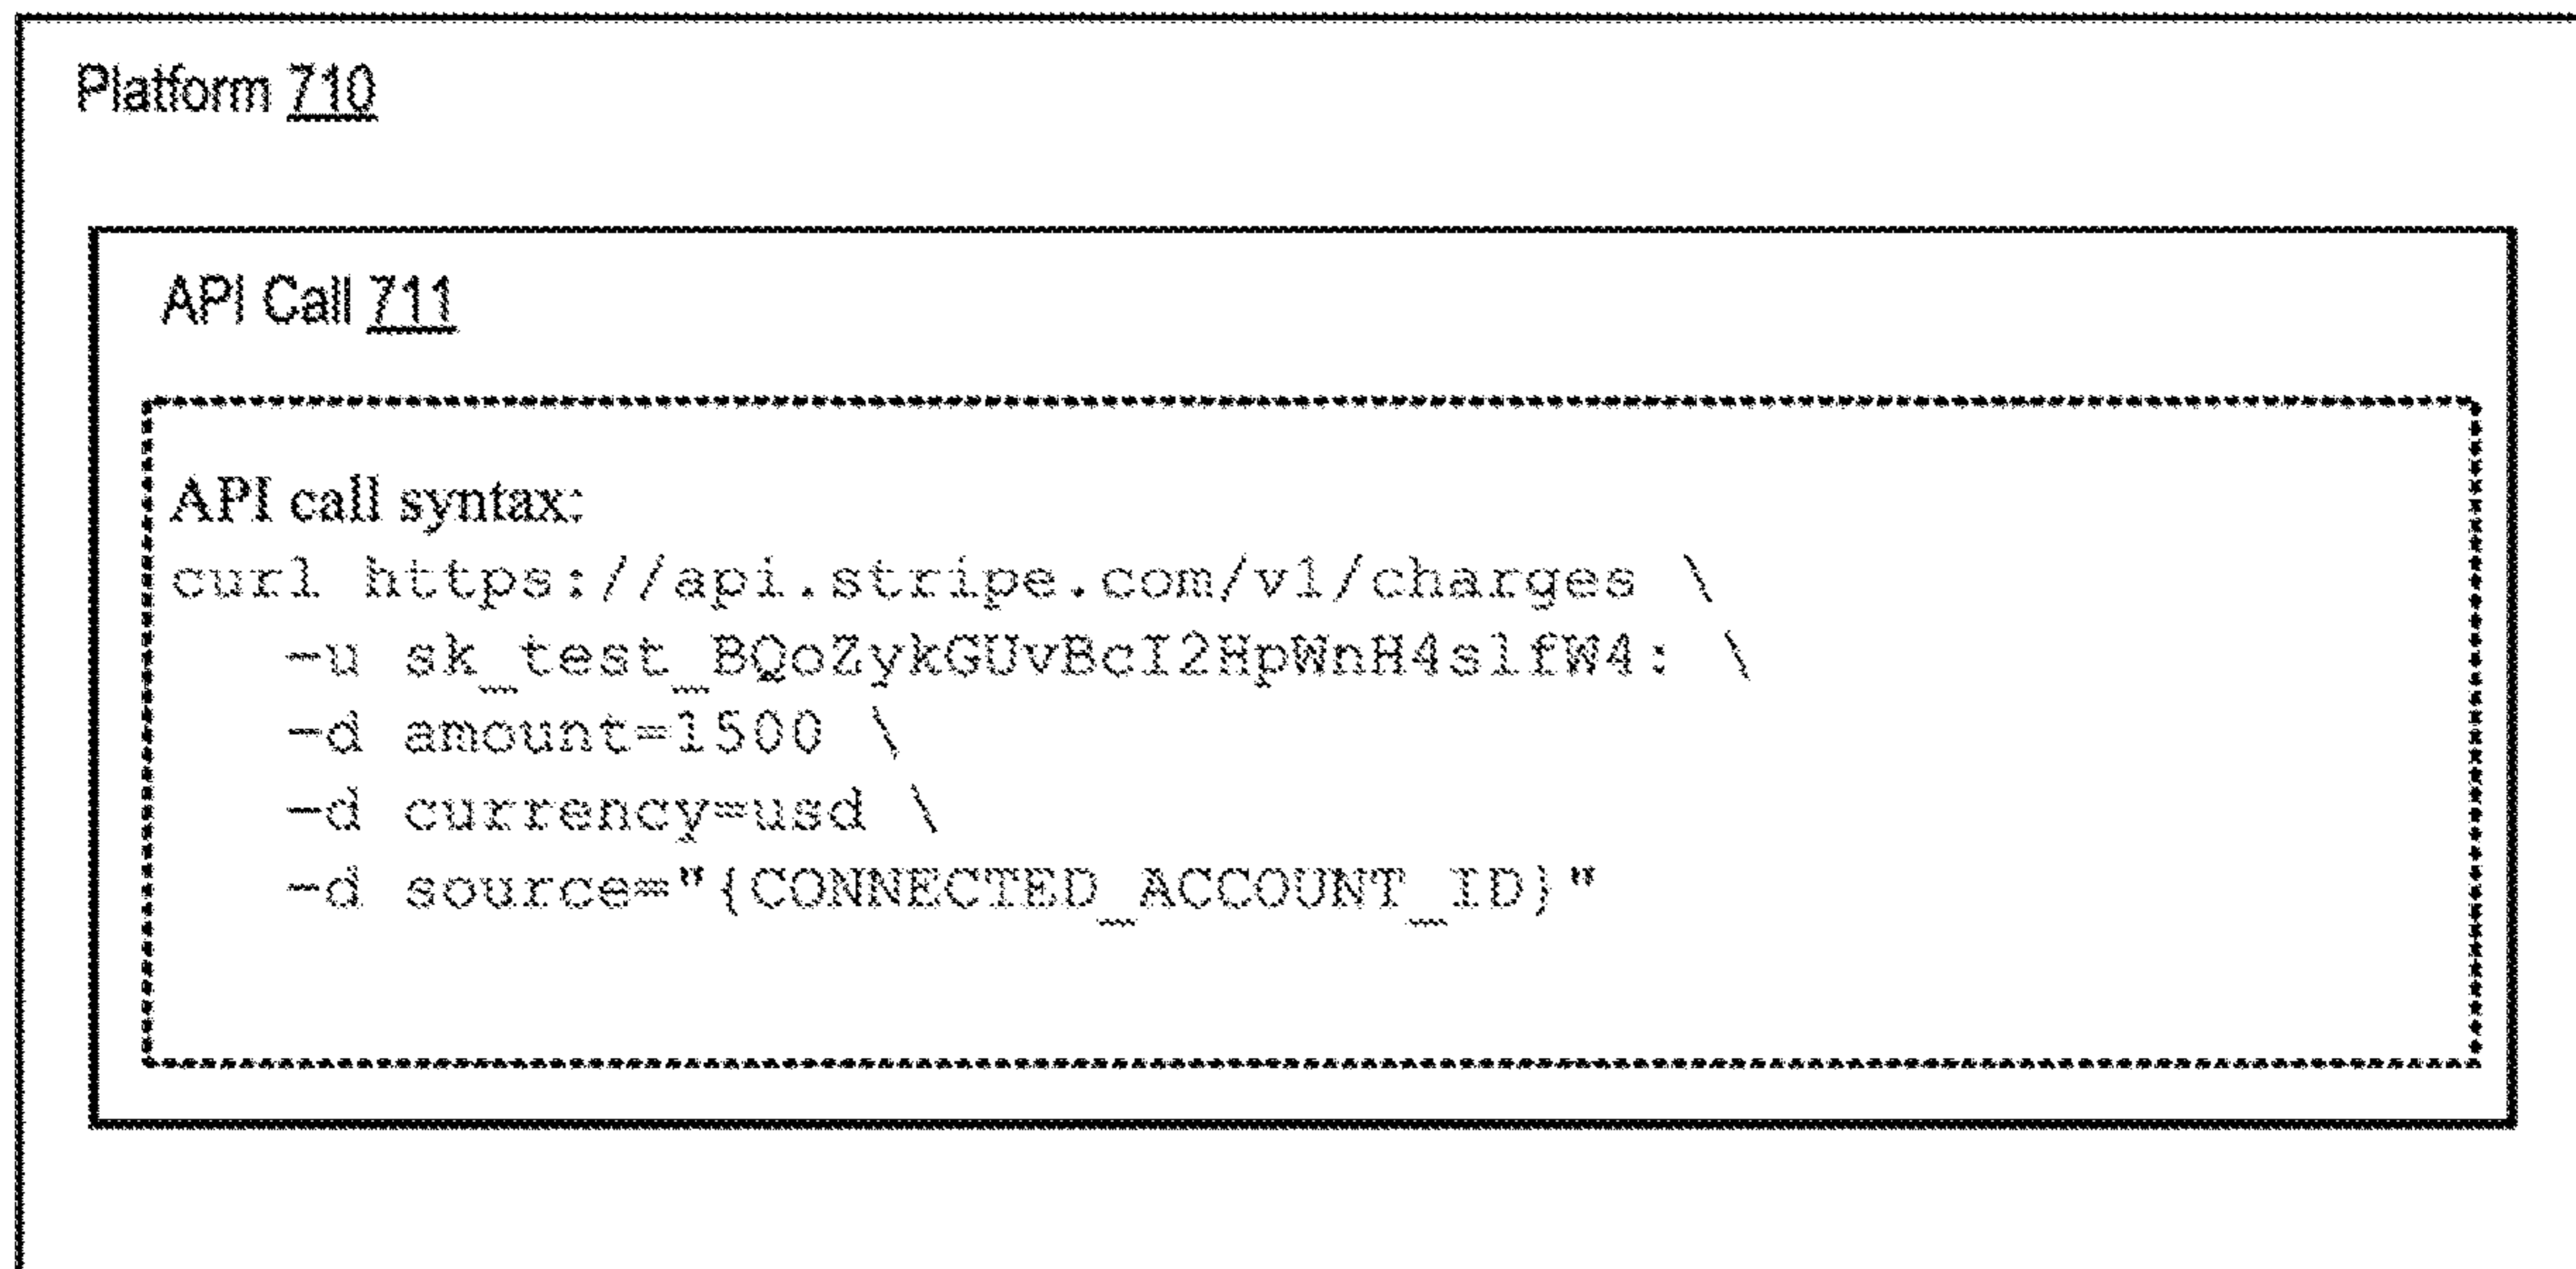 Platform 710
API Call 711
API call syntax:
curl https://api.stripe.com/v1/charges \
-u sk_test_BQoZykGUvBcI2HpWnH4slfW4: \
-d amount=1500 \
-d currency=usd \
-d source="{CONNECTED_ACCOUNT_ID}"